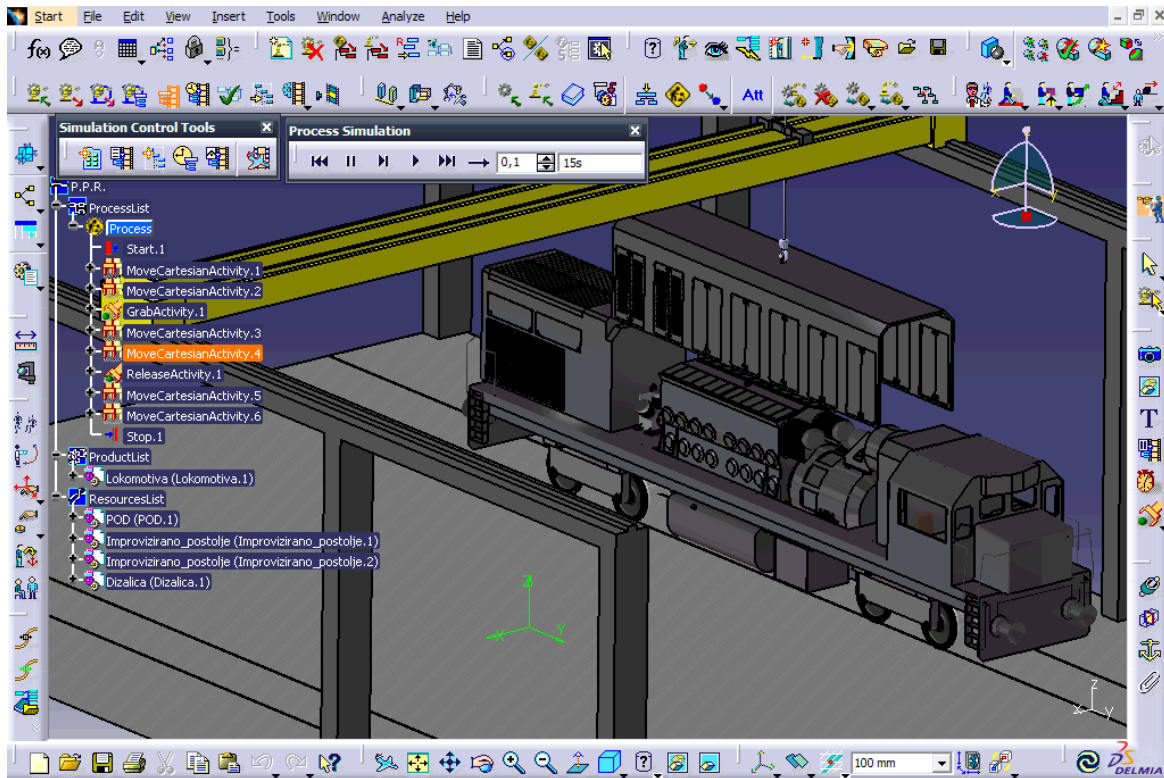 Start File Edit View Insert Tools Window Analyze Help
f(x)
Att
Simulation Control Tools
Process Simulation
0,1 15s
P.P.R.
ProcessList
Process
Start.1
MoveCartesianActivity.1
MoveCartesianActivity.2
GrabActivity.1
MoveCartesianActivity.3
MoveCartesianActivity.4
ReleaseActivity.1
MoveCartesianActivity.5
MoveCartesianActivity.6
Stop.1
ProductList
Lokomotiva (Lokomotiva.1)
ResourcesList
POD (POD.1)
Improvizirano_postolje (Improvizirano_postolje.1)
Improvizirano_postolje (Improvizirano_postolje.2)
Dizalica (Dizalica.1)
T
Z
X Y
z
x y
100 mm
DELMIA